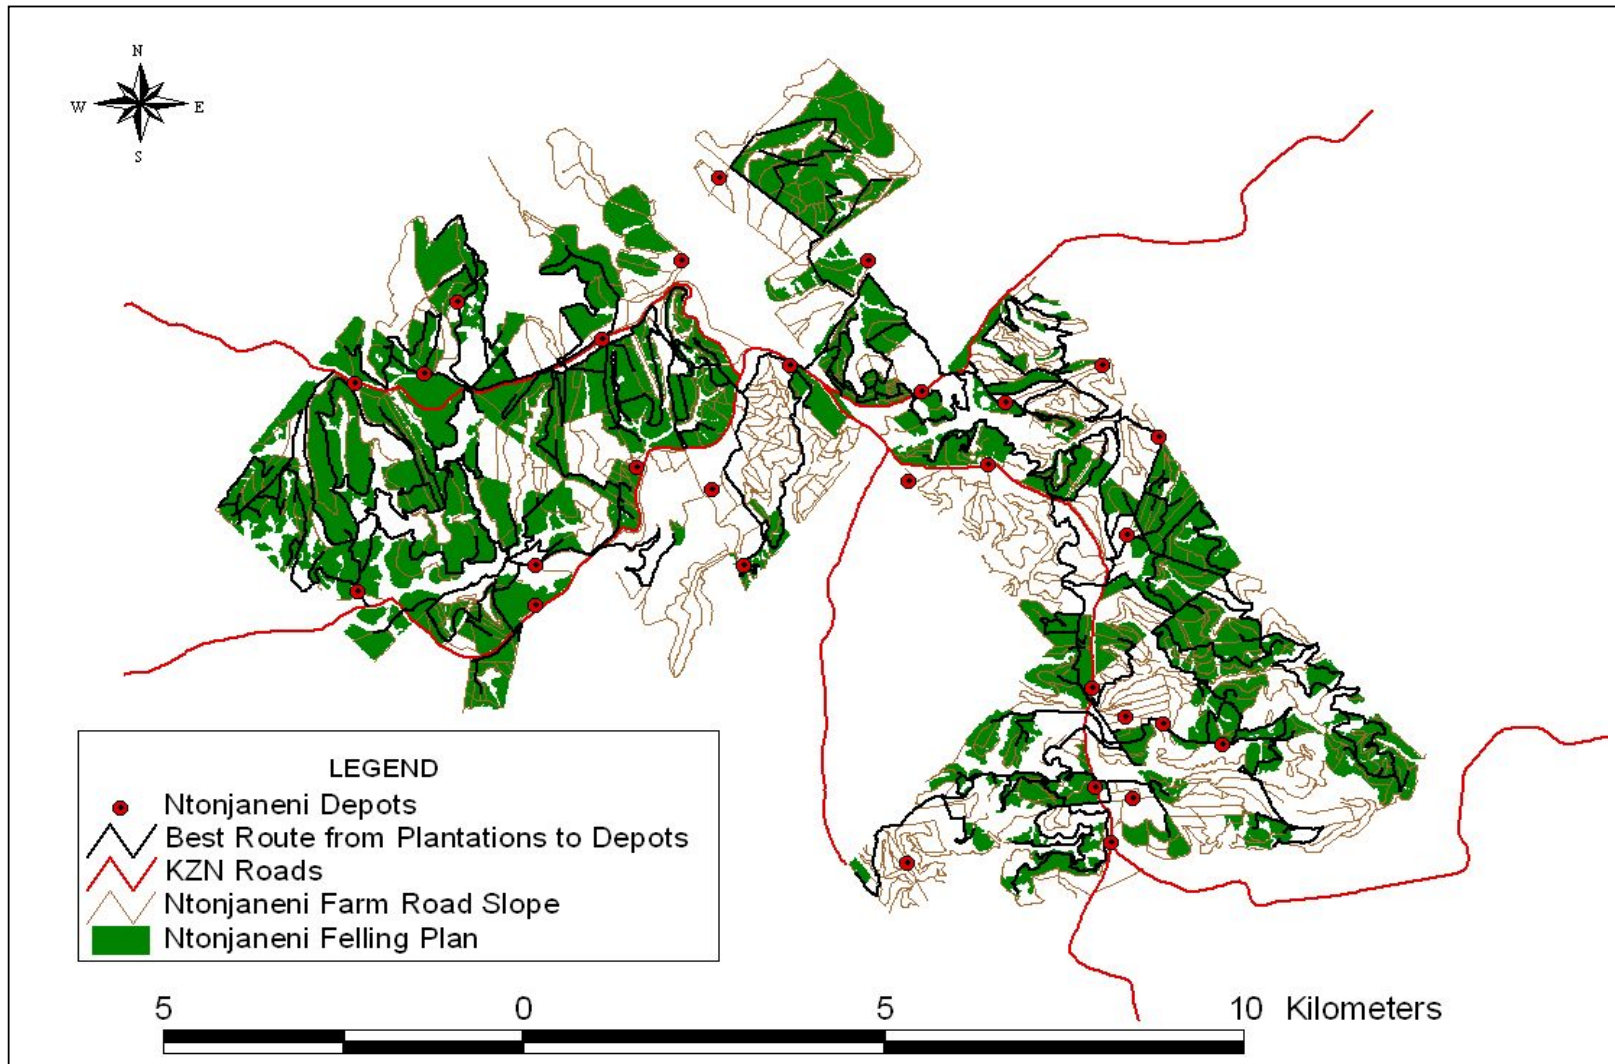 N
W E
S
LEGEND
Ntonjaneni Depots
Best Route from Plantations to Depots
KZN Roads
Ntonjaneni Farm Road Slope
Ntonjaneni Felling Plan
5 0 5 10 Kilometers